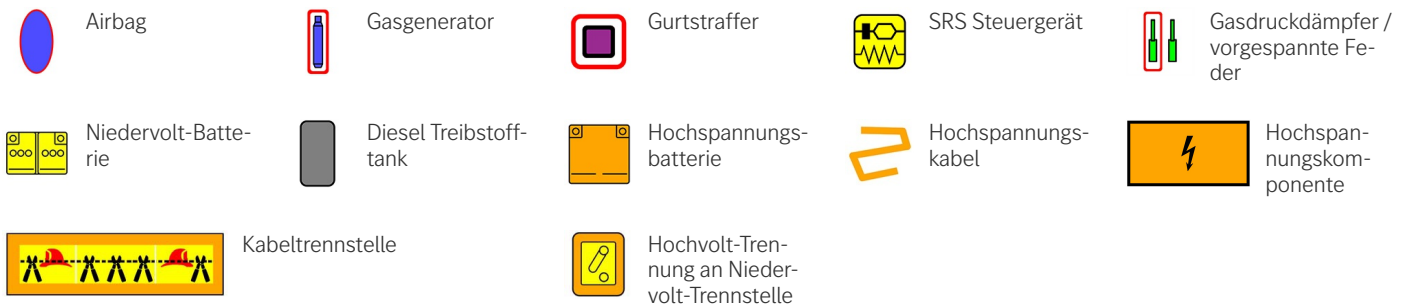 Airbag
Gasgenerator
Gurtstraffer
SRS Steuergerät
Gasdruckdämpfer /
vorgespannte Fe-
der
Niedervolt-Batte-
rie
Diesel Treibstoff-
tank
Hochspannungs-
batterie
Hochspannungs-
kabel
Hochspan-
nungskom-
ponente
Kabeltrennstelle
Hochvolt-Tren-
nung an Nieder-
volt-Trennstelle